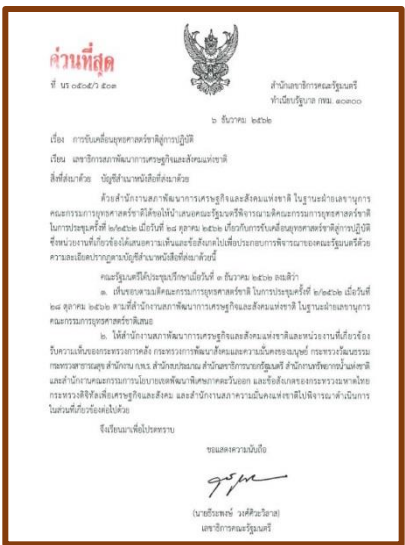 ด่วนที่สุด
ที่ นร ๐๕๐๕/ว ๕๐๓
สำนักเลขาธิการคณะรัฐมนตรี
ทำเนียบรัฐบาล กทม. ๑๐๓๐๐
๖ ธันวาคม ๒๕๖๒
เรื่อง การขับเคลื่อนยุทธศาสตร์ชาติสู่การปฏิบัติ
เรียน เลขาธิการสภาพัฒนาการเศรษฐกิจและสังคมแห่งชาติ
สิ่งที่ส่งมาด้วย บัญชีสำเนาหนังสือที่ส่งมาด้วย
ด้วยสำนักงานสภาพัฒนาการเศรษฐกิจและสังคมแห่งชาติ ในฐานะฝ่ายเลขานุการ
คณะกรรมการยุทธศาสตร์ชาติได้ขอให้นำเสนอคณะรัฐมนตรีพิจารณามติคณะกรรมการยุทธศาสตร์ชาติ
ในการประชุมครั้งที่ ๒/๒๕๖๒ เมื่อวันที่ ๒๘ ตุลาคม ๒๕๖๒ เกี่ยวกับการขับเคลื่อนยุทธศาสตร์ชาติสู่การปฏิบัติ
ซึ่งหน่วยงานที่เกี่ยวข้องได้เสนอความเห็นและข้อสังเกตไปเพื่อประกอบการพิจารณาของคณะรัฐมนตรีด้วย
ความละเอียดปรากฏตามบัญชีสำเนาหนังสือที่ส่งมาด้วยนี้
คณะรัฐมนตรีได้ประชุมปรึกษาเมื่อวันที่ ๓ ธันวาคม ๒๕๖๒ ลงมติว่า
๑. เห็นชอบตามมติคณะกรรมการยุทธศาสตร์ชาติ ในการประชุมครั้งที่ ๒/๒๕๖๒ เมื่อวันที่
๒๘ ตุลาคม ๒๕๖๒ ตามที่สำนักงานสภาพัฒนาการเศรษฐกิจและสังคมแห่งชาติ ในฐานะฝ่ายเลขานุการ
คณะกรรมการยุทธศาสตร์ชาติเสนอ
๒. ให้สำนักงานสภาพัฒนาการเศรษฐกิจและสังคมแห่งชาติและหน่วยงานที่เกี่ยวข้อง
รับความเห็นของกระทรวงการคลัง กระทรวงการพัฒนาสังคมและความมั่นคงของมนุษย์ กระทรวงวัฒนธรรม
กระทรวงสาธารณสุข สำนักงาน ก.พ.ร. สำนักงบประมาณ สำนักเลขาธิการนายกรัฐมนตรี สำนักงานทรัพยากรน้ำแห่งชาติ
และสำนักงานคณะกรรมการนโยบายเขตพัฒนาพิเศษภาคตะวันออก และข้อสังเกตของกระทรวงมหาดไทย
กระทรวงดิจิทัลเพื่อเศรษฐกิจและสังคม และสำนักงานสภาความมั่นคงแห่งชาติไปพิจารณาดำเนินการ
ในส่วนที่เกี่ยวข้องต่อไปด้วย
จึงเรียนมาเพื่อโปรดทราบ
ขอแสดงความนับถือ
(นายธีระพงษ์ วงศ์ศิวะวิลาส)
เลขาธิการคณะรัฐมนตรี